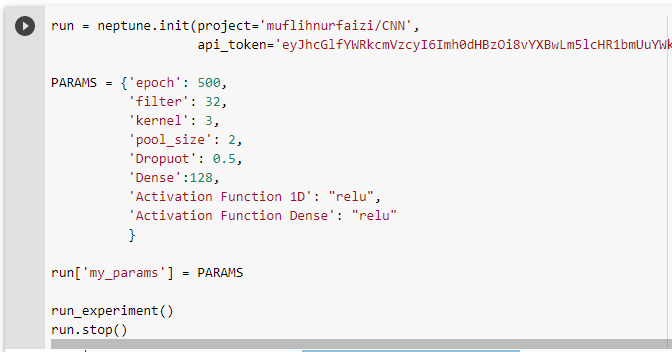 run = neptune.init(project='muflihnurfaizi/CNN',
api_token='eyJhcGlfYWRkcmVzcyI6Imh0dHBzOi8vYXBwLm5lcHR1bmUuYWk
PARAMS = {'epoch': 500,
'filter': 32,
'kernel': 3,
'pool_size': 2,
'Dropuot': 0.5,
'Dense':128,
'Activation Function 1D': "relu",
'Activation Function Dense': "relu"
}
run['my_params'] = PARAMS
run_experiment()
run.stop()